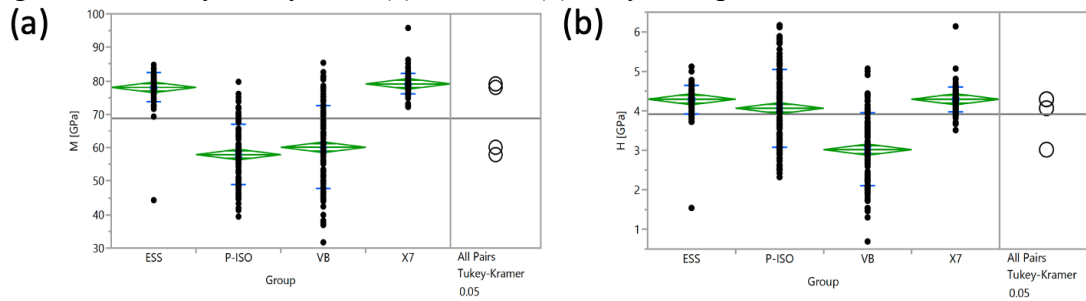 (a)
100
90
80
70
60
50
40
30
M [GPa]
ESS P-ISO VB X7
Group
All Pairs
Tukey-Kramer
0.05
(b)
6
5
4
3
2
1
H [GPa]
ESS P-ISO VB X7
Group
All Pairs
Tukey-Kramer
0.05